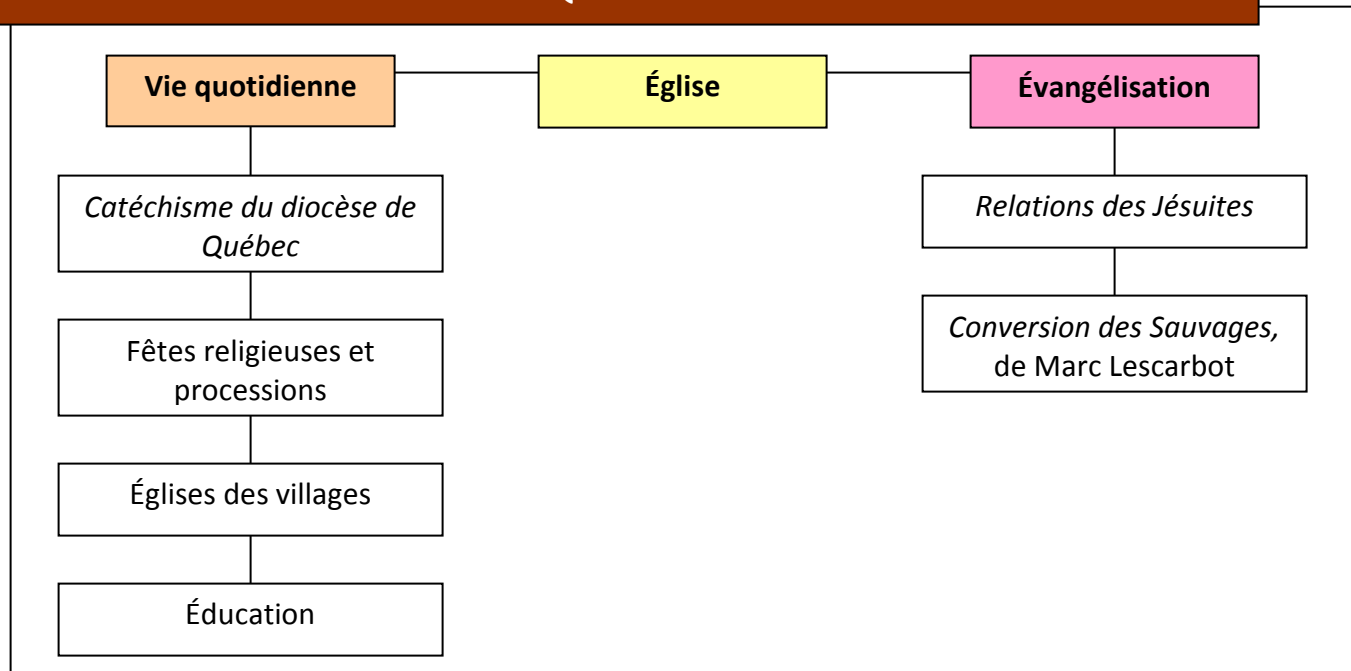 Vie quotidienne
Église
Évangélisation
Catéchisme du diocèse de
Québec
Relations des Jésuites
Conversion des Sauvages,
de Marc Lescarbot
Fêtes religieuses et
processions
Églises des villages
Éducation